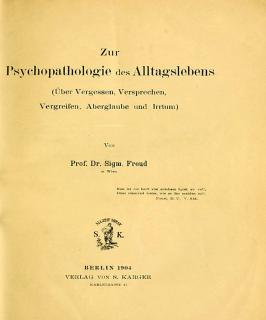 Zur
Psychopathologie des Alltagslebens
(Über Vergessen, Versprechen,
Vergreifen, Aberglaube und Irrtum)
Von
Prof. Dr. Sigm. Freud
in Wien.
Nun ist die Luft von solchem Spuk so voll,
Dass niemand weiss, wie er ihn meiden soll.
Faust, II. T. V. Akt.
S. K.
BERLIN 1904
VERLAG VON S. KARGER
KARLSTRASSE 15